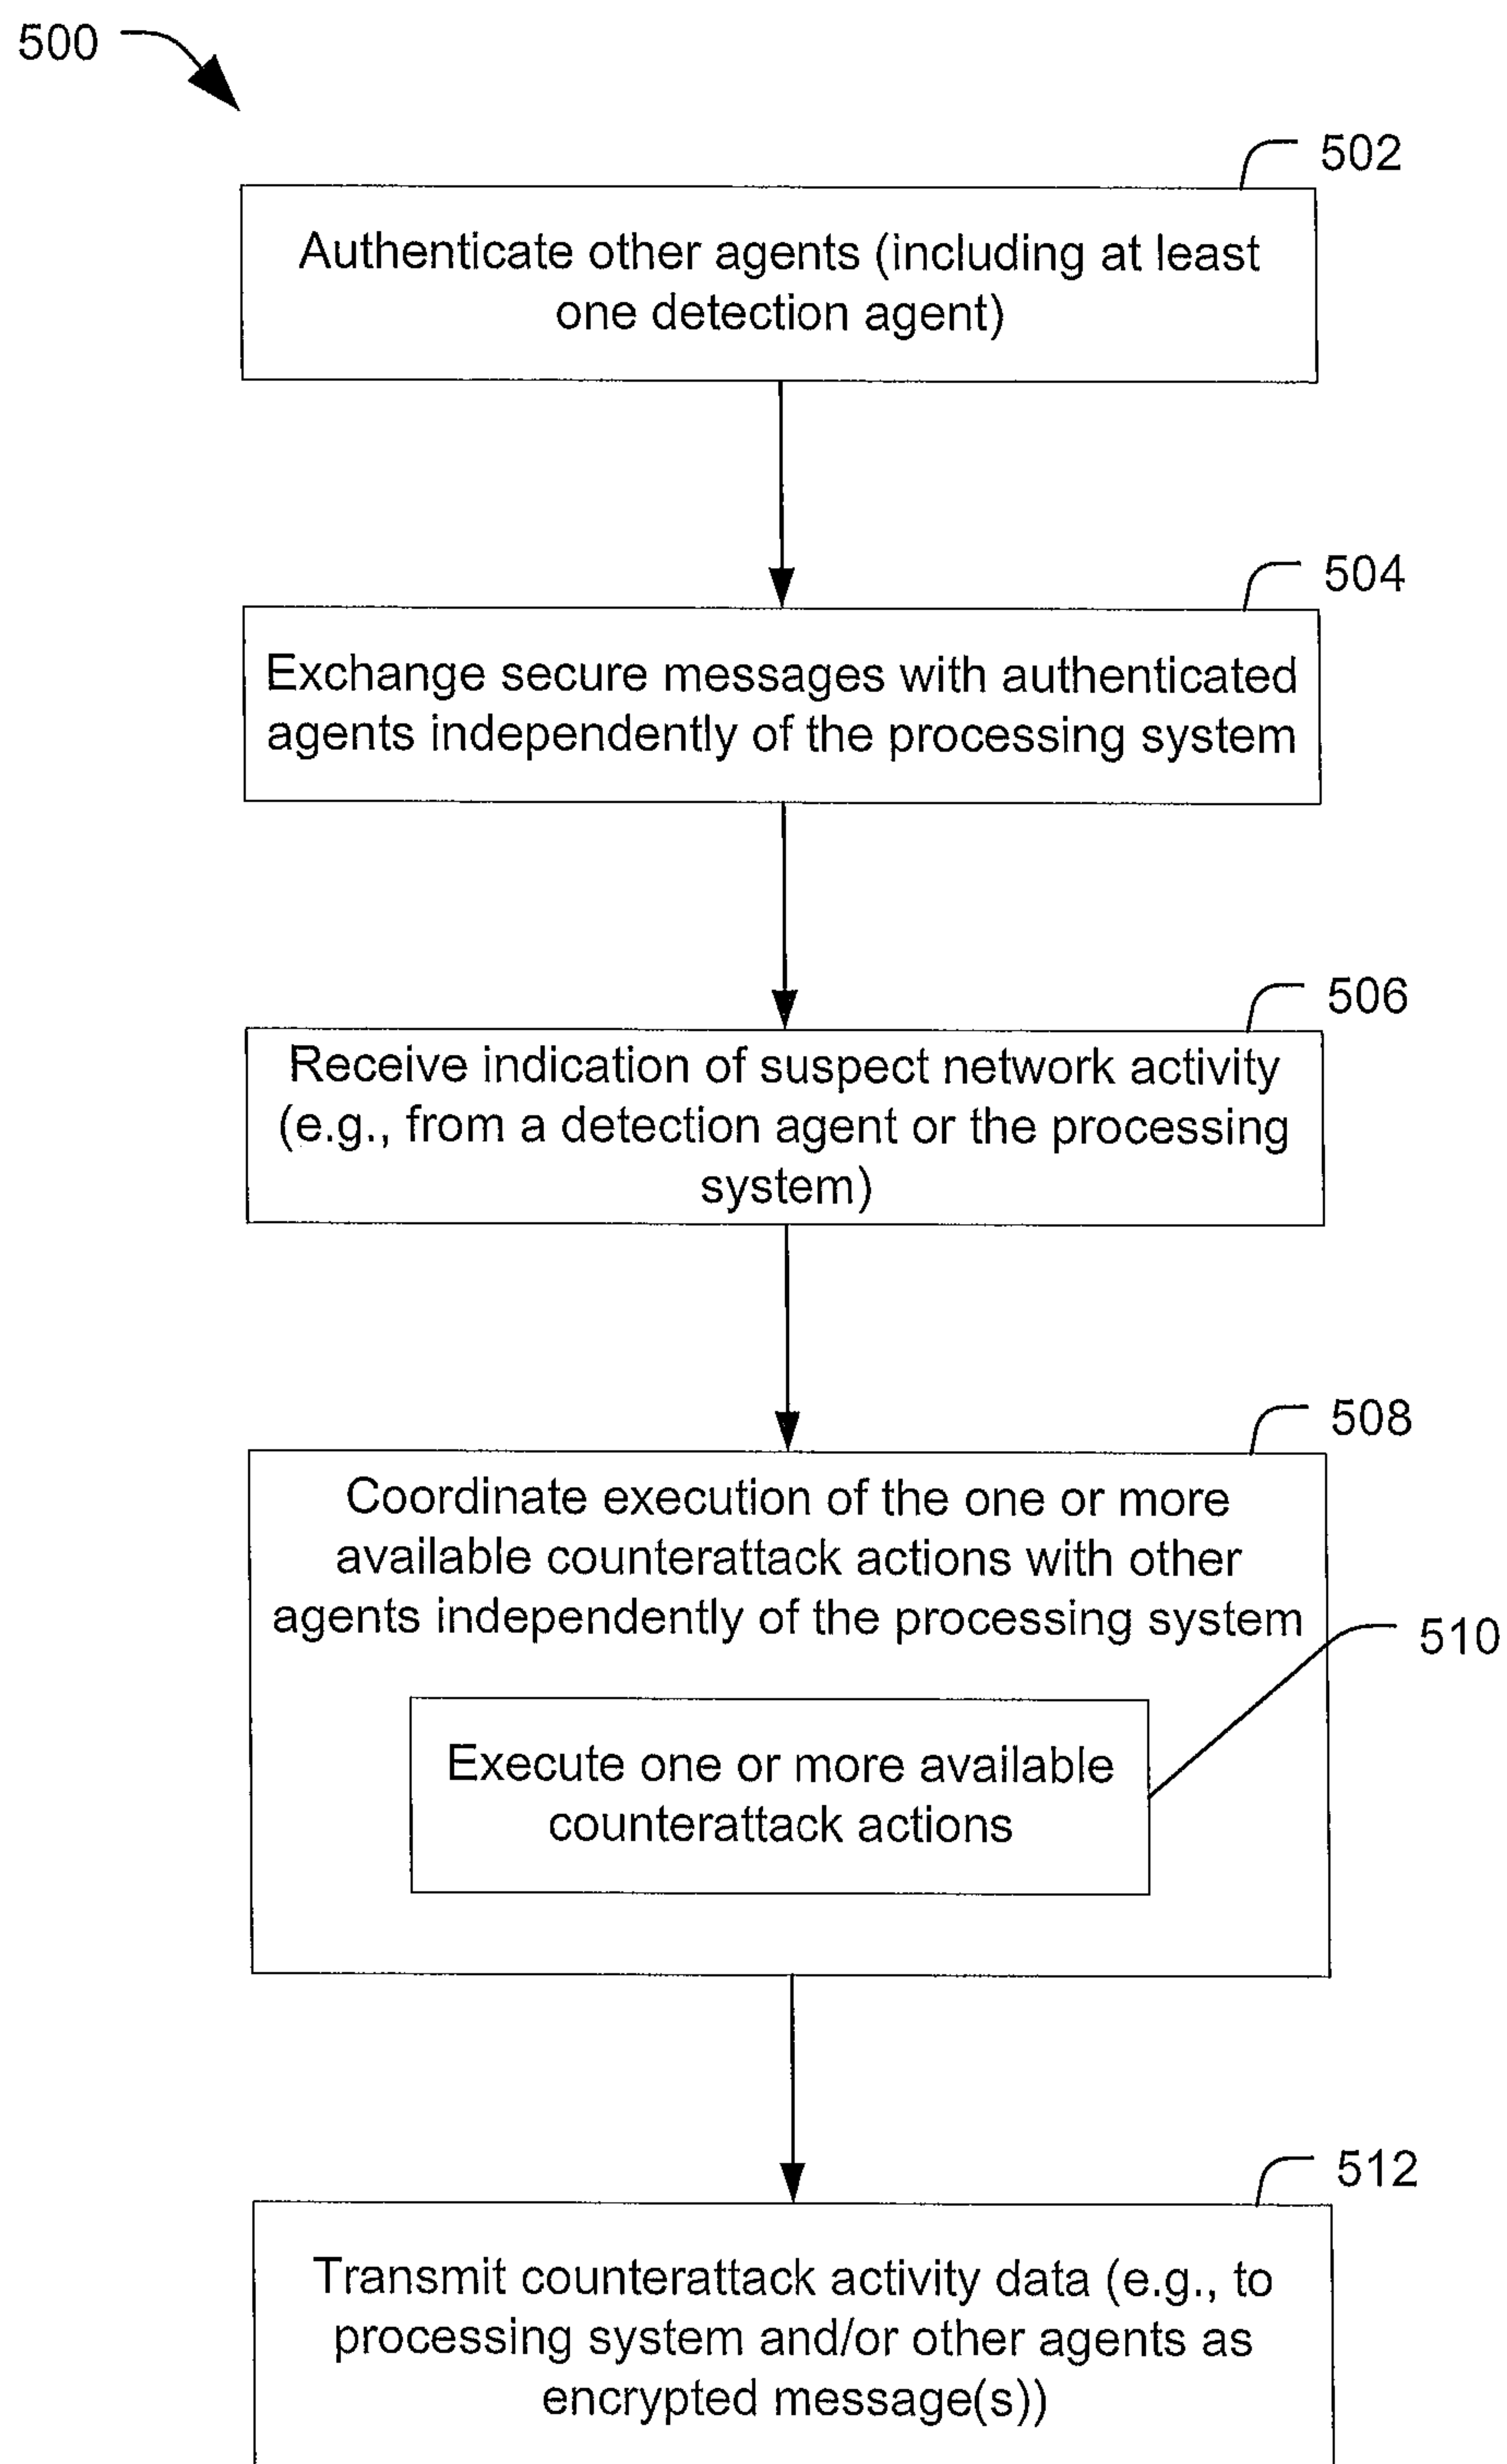 500
502
Authenticate other agents (including at least
one detection agent)
504
Exchange secure messages with authenticated
agents independently of the processing system
506
Receive indication of suspect network activity
(e.g., from a detection agent or the processing
system)
508
Coordinate execution of the one or more
available counterattack actions with other
agents independently of the processing system
510
Execute one or more available
counterattack actions
512
Transmit counterattack activity data (e.g., to
processing system and/or other agents as
encrypted message(s))